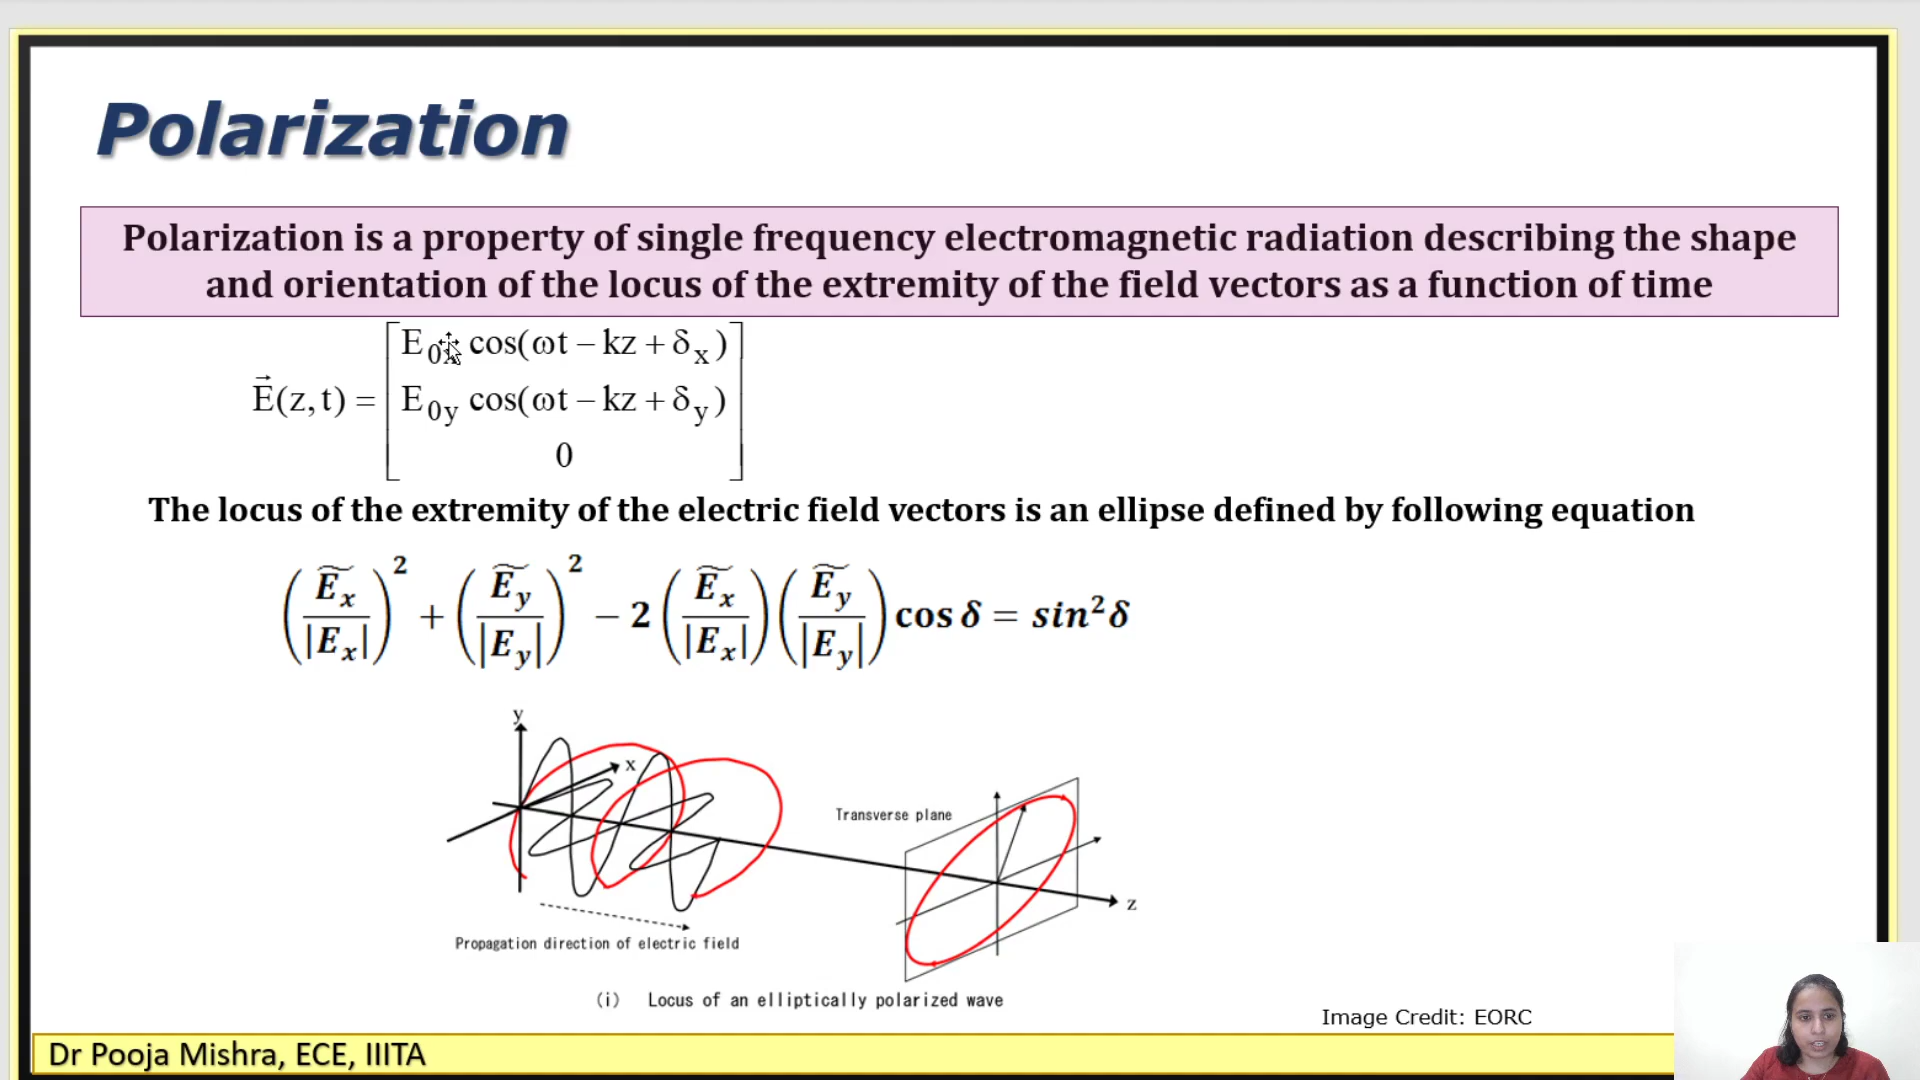 Polarization
Polarization is a property of single frequency electromagnetic radiation describing the shape
and orientation of the locus of the extremity of the field vectors as a function of time
E⃗(z,t) = [ E₀ₓ cos(ωt − kz + δₓ)
E₀y cos(ωt − kz + δy)
0 ]
The locus of the extremity of the electric field vectors is an ellipse defined by following equation
(Ẽₓ/|Eₓ|)² + (Ẽy/|Ey|)² − 2(Ẽₓ/|Eₓ|)(Ẽy/|Ey|) cos δ = sin²δ
y
x
Transverse plane
z
Propagation direction of electric field
(i) Locus of an elliptically polarized wave
Image Credit: EORC
Dr Pooja Mishra, ECE, IIITA